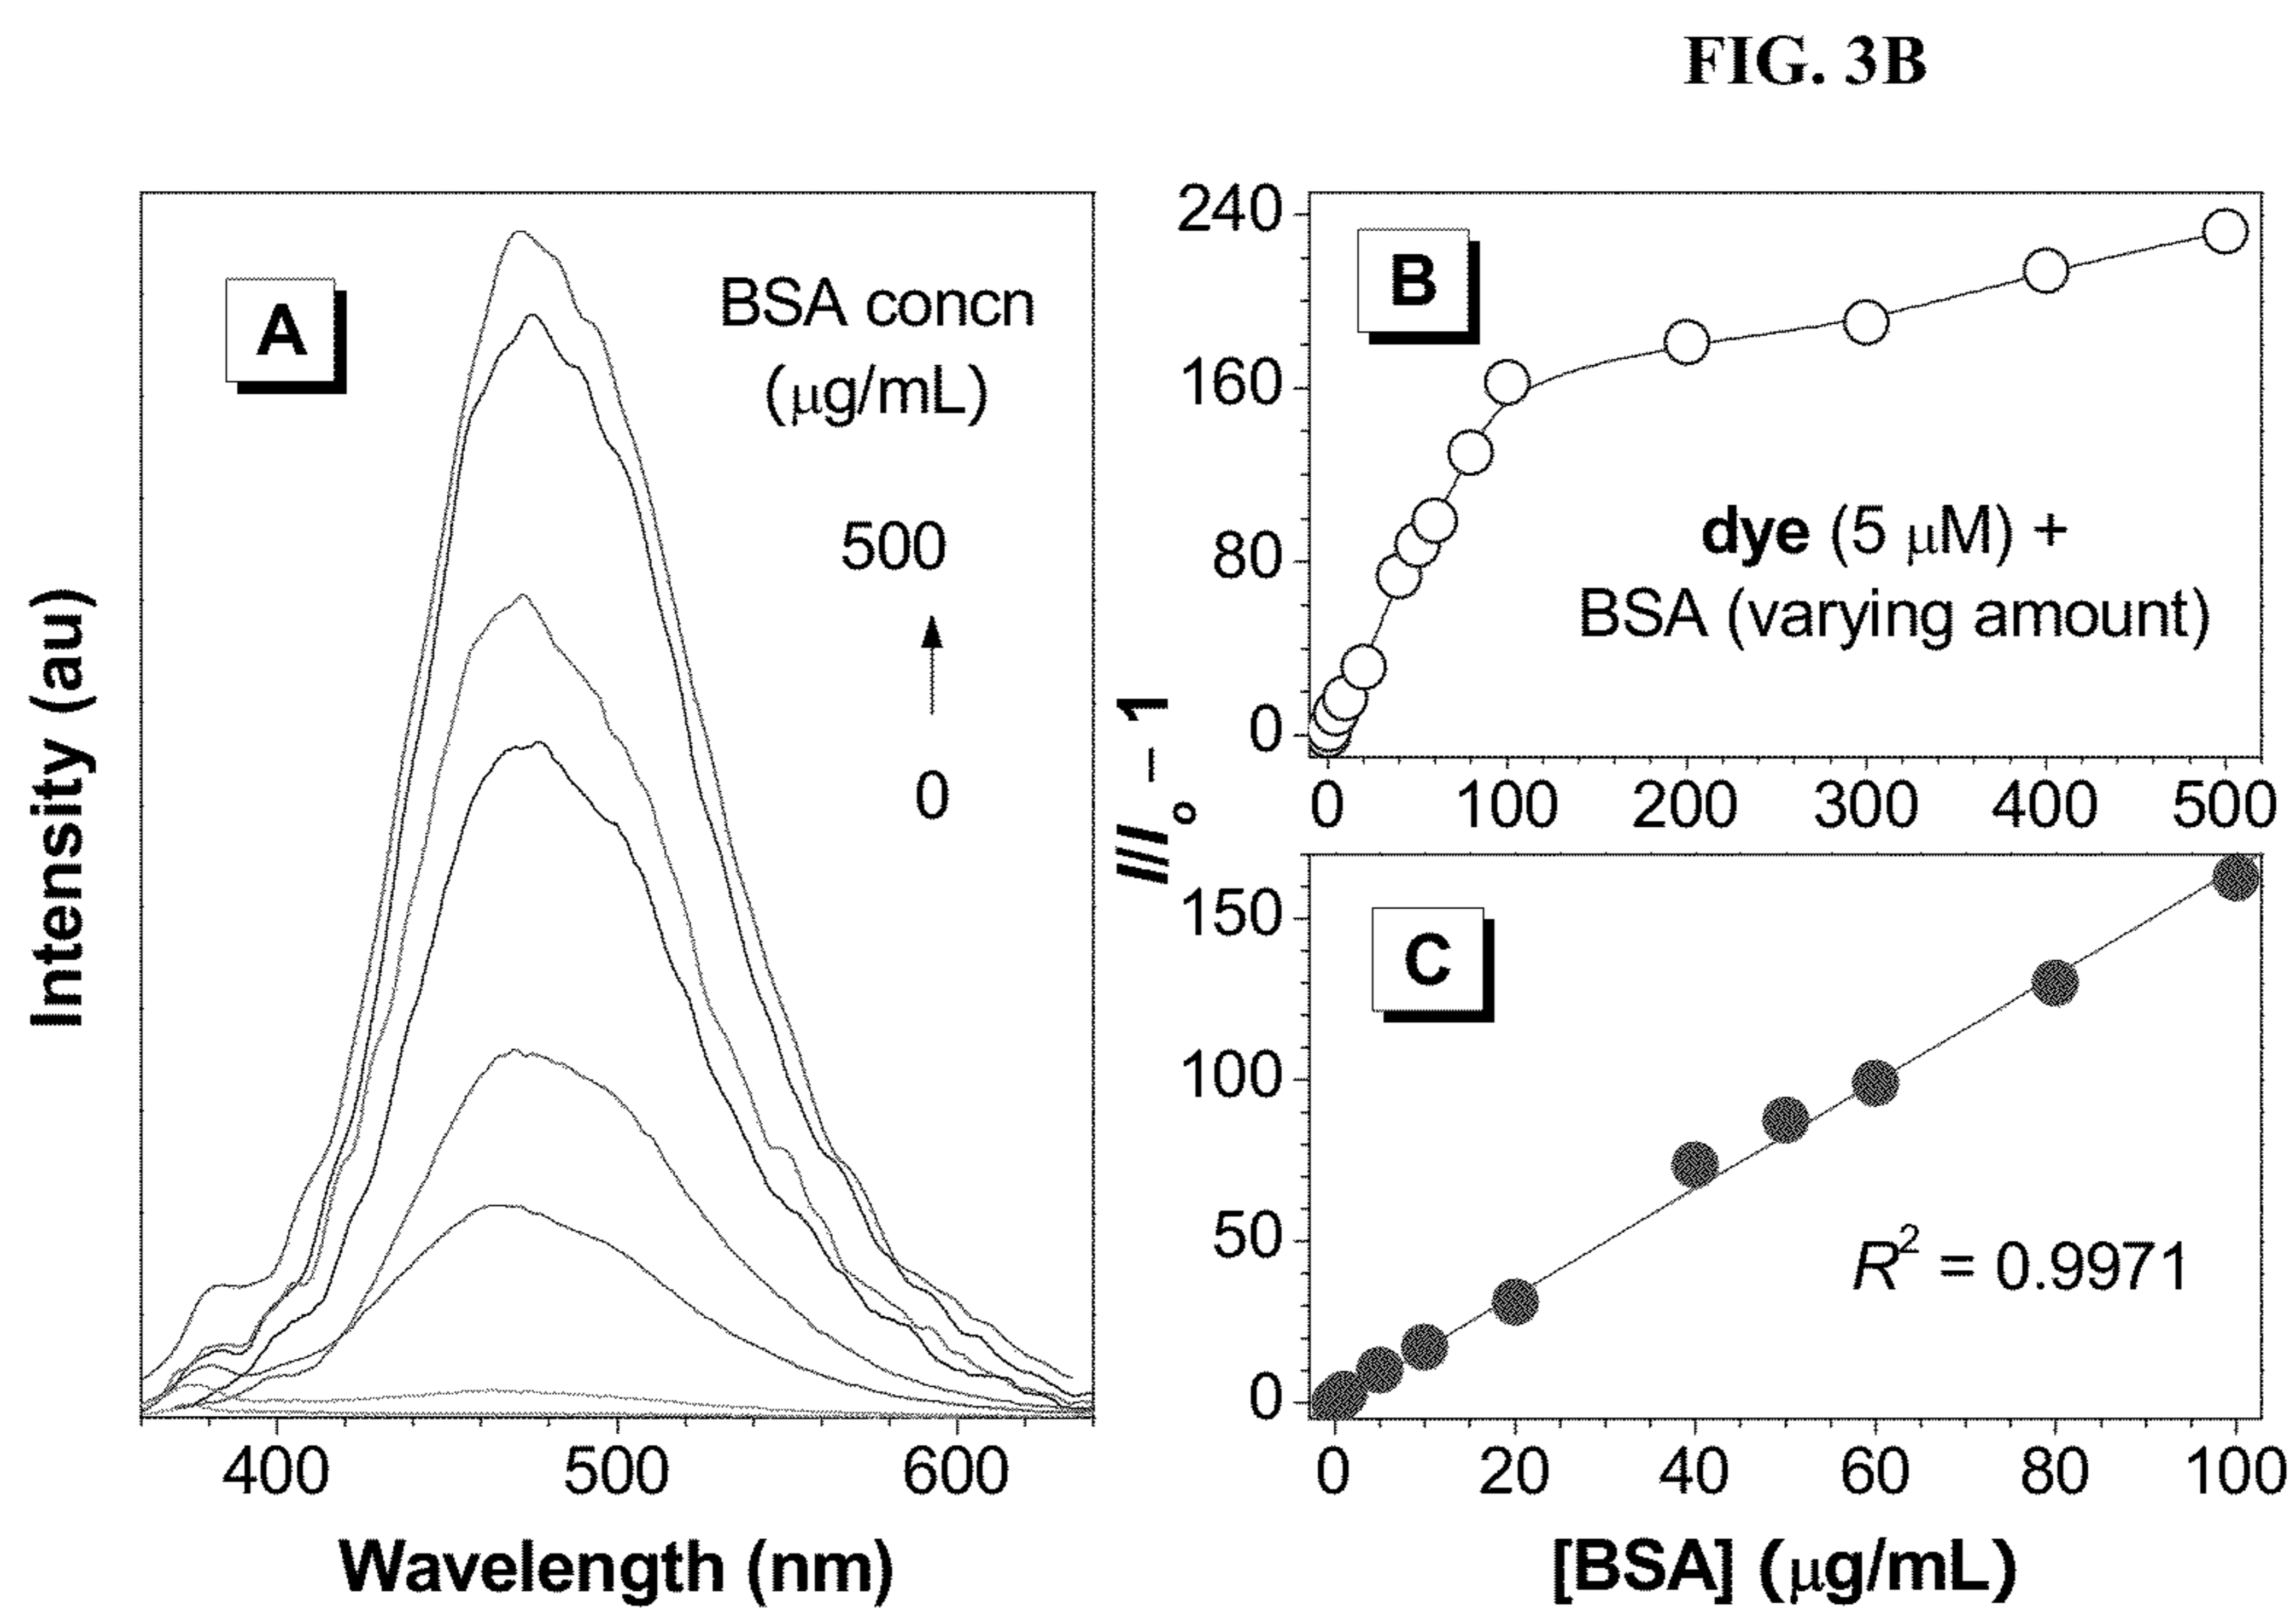 FIG. 3B
A
BSA concn
(μg/mL)
500
0
Intensity (au)
400 500 600
Wavelength (nm)
B
240
160
80
0
dye (5 μM) +
BSA (varying amount)
0 100 200 300 400 500
I/Io – 1
C
150
100
50
0
R² = 0.9971
0 20 40 60 80 100
[BSA] (μg/mL)